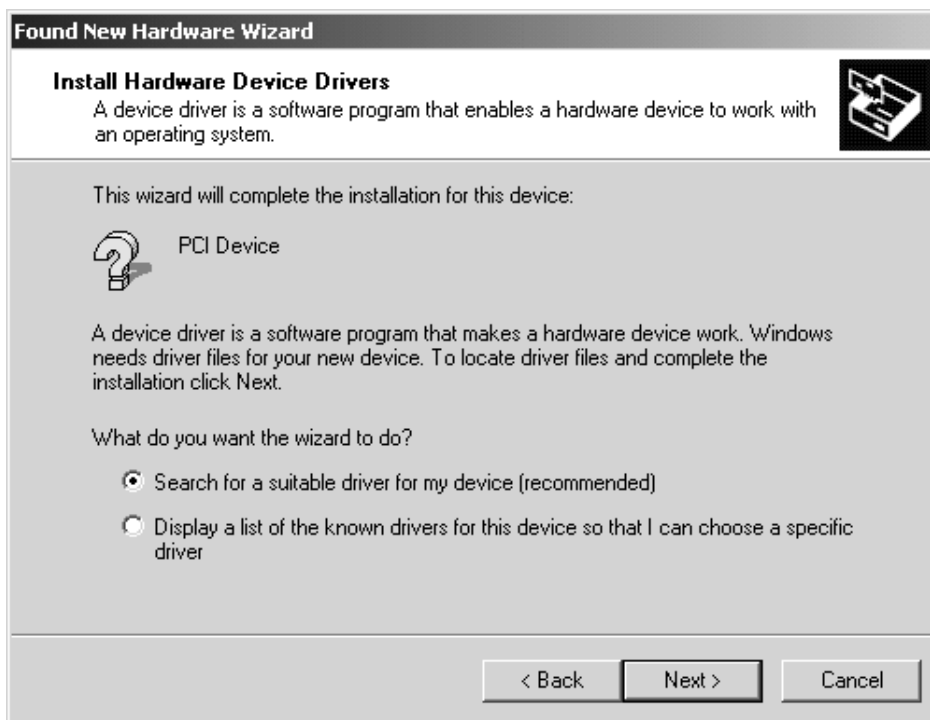 Found New Hardware Wizard
Install Hardware Device Drivers
A device driver is a software program that enables a hardware device to work with
an operating system.
This wizard will complete the installation for this device:
PCI Device
A device driver is a software program that makes a hardware device work. Windows
needs driver files for your new device. To locate driver files and complete the
installation click Next.
What do you want the wizard to do?
Search for a suitable driver for my device (recommended)
Display a list of the known drivers for this device so that I can choose a specific
driver
< Back Next > Cancel